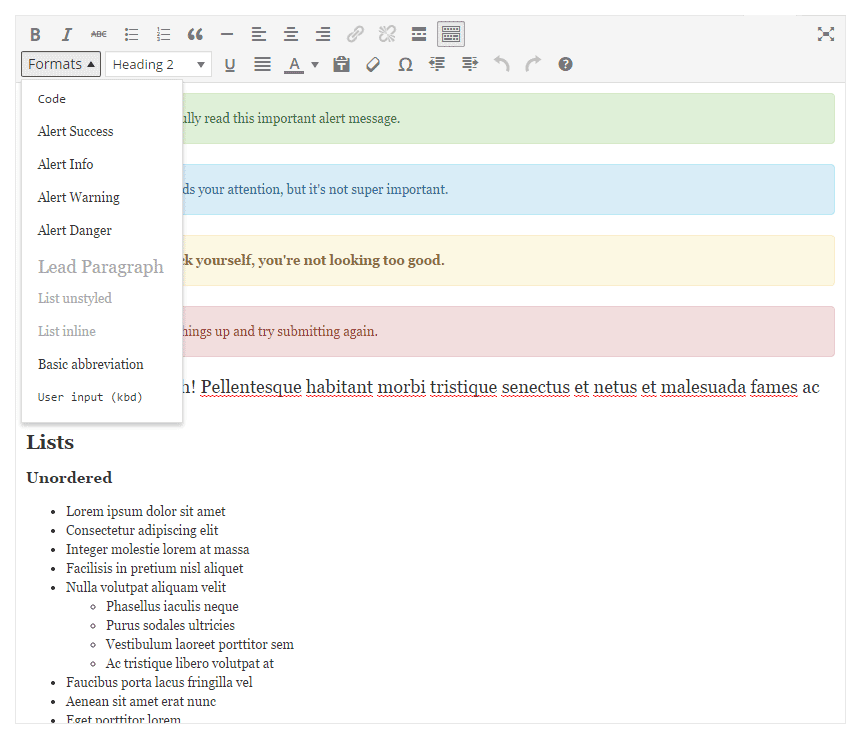 B I ABC
Formats Heading 2 U A T Ω ?
Code
Alert Success
Alert Info
Alert Warning
Alert Danger
Lead Paragraph
List unstyled
List inline
Basic abbreviation
User input (kbd)
read this important alert message.
your attention, but it's not super important.
yourself, you're not looking too good.
up and try submitting again.
! Pellentesque habitant morbi tristique senectus et netus et malesuada fames ac
Lists
Unordered
• Lorem ipsum dolor sit amet
• Consectetur adipiscing elit
• Integer molestie lorem at massa
• Facilisis in pretium nisl aliquet
• Nulla volutpat aliquam velit
◦ Phasellus iaculis neque
◦ Purus sodales ultricies
◦ Vestibulum laoreet porttitor sem
◦ Ac tristique libero volutpat at
• Faucibus porta lacus fringilla vel
• Aenean sit amet erat nunc
• Eget porttitor lorem